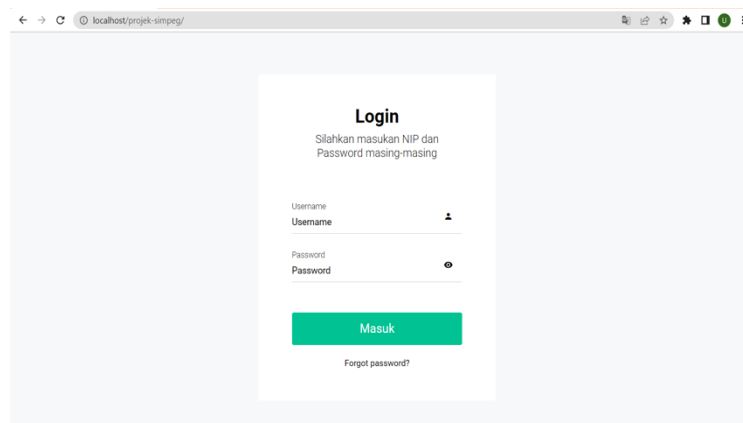 localhost/projek-simpeg/
U
Login
Silahkan masukan NIP dan
Password masing-masing
Username
Username
Password
Password
Masuk
Forgot password?